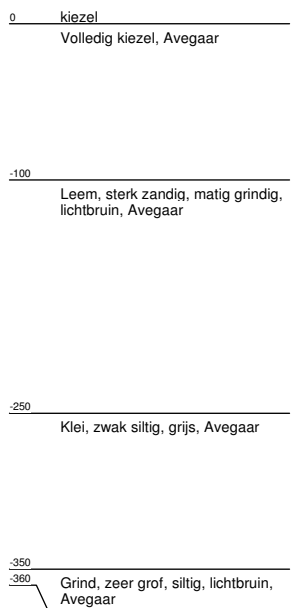 0 kiezel
Volledig kiezel, Avegaar
-100
Leem, sterk zandig, matig grindig,
lichtbruin, Avegaar
-250
Klei, zwak siltig, grijs, Avegaar
-350
-360 Grind, zeer grof, siltig, lichtbruin,
Avegaar